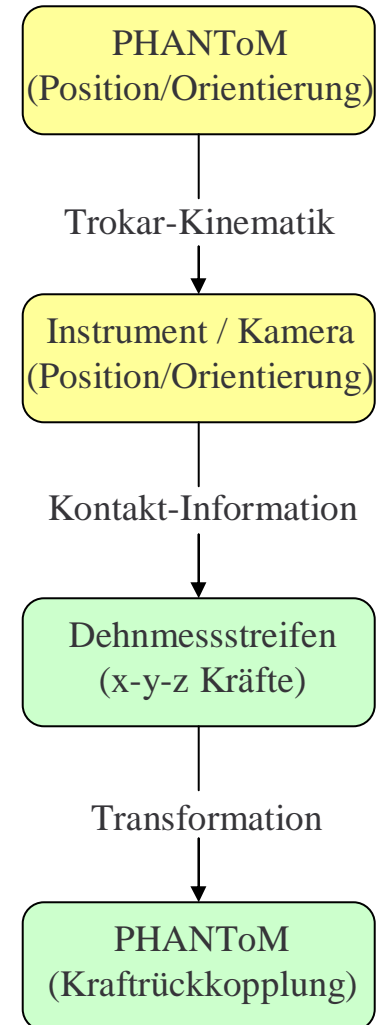 PHANToM
(Position/Orientierung)
Trokar-Kinematik
Instrument / Kamera
(Position/Orientierung)
Kontakt-Information
Dehnmessstreifen
(x-y-z Kräfte)
Transformation
PHANToM
(Kraftrückkopplung)